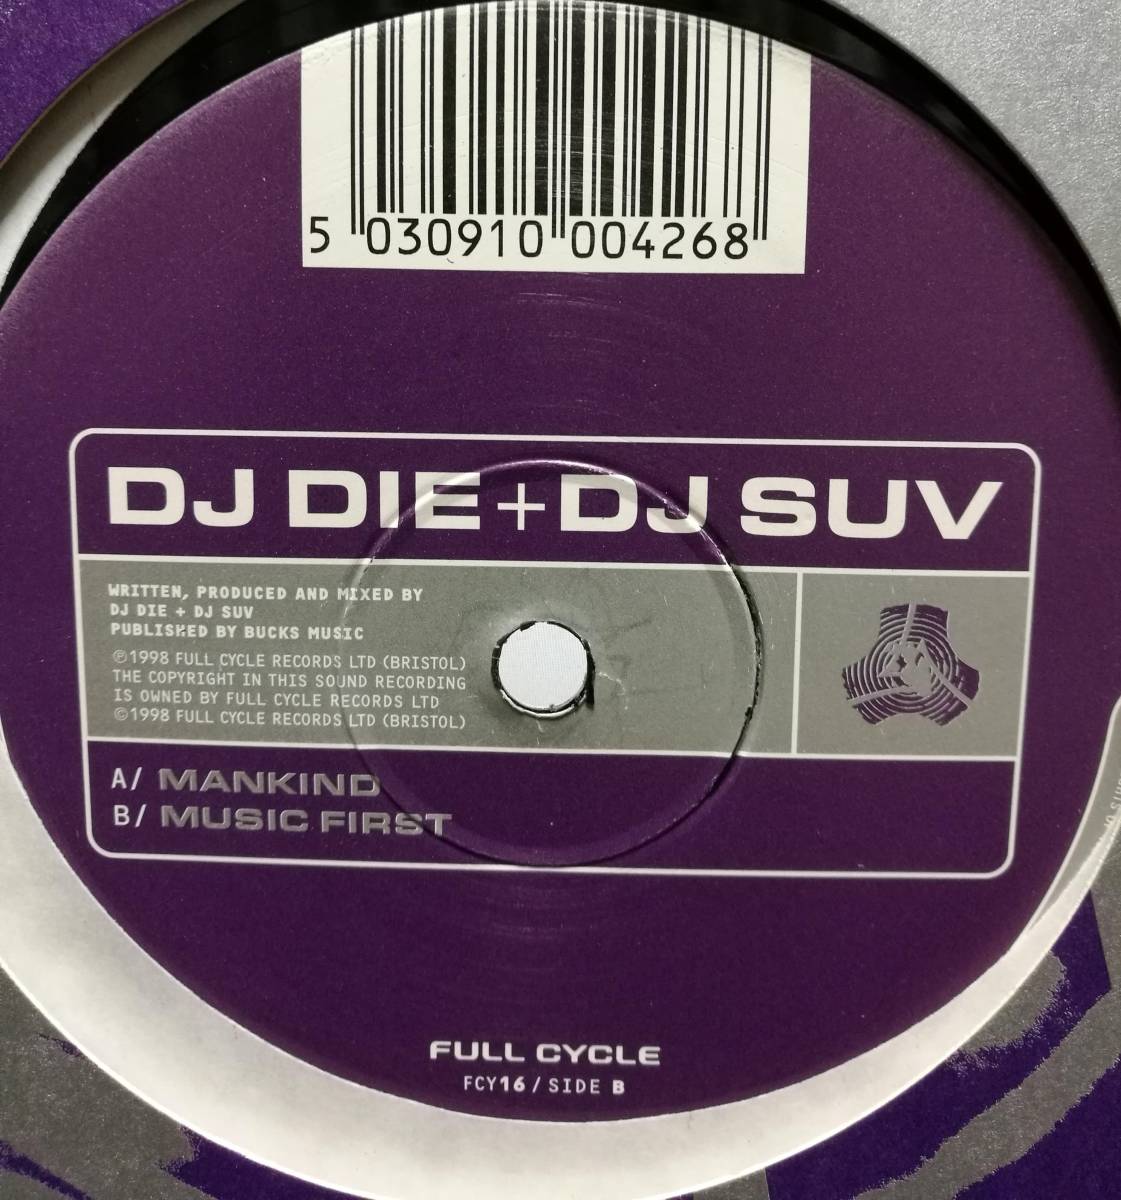 5 030910 004268
DJ DIE+DJ SUV
WRITTEN, PRODUCED AND MIXED BY
DJ DIE + DJ SUV
PUBLISHED BY BUCKS MUSIC
℗1998 FULL CYCLE RECORDS LTD (BRISTOL)
THE COPYRIGHT IN THIS SOUND RECORDING
IS OWNED BY FULL CYCLE RECORDS LTD
©1998 FULL CYCLE RECORDS LTD (BRISTOL)
A/ MANKIND
B/ MUSIC FIRST
FULL CYCLE
FCY16/SIDE B